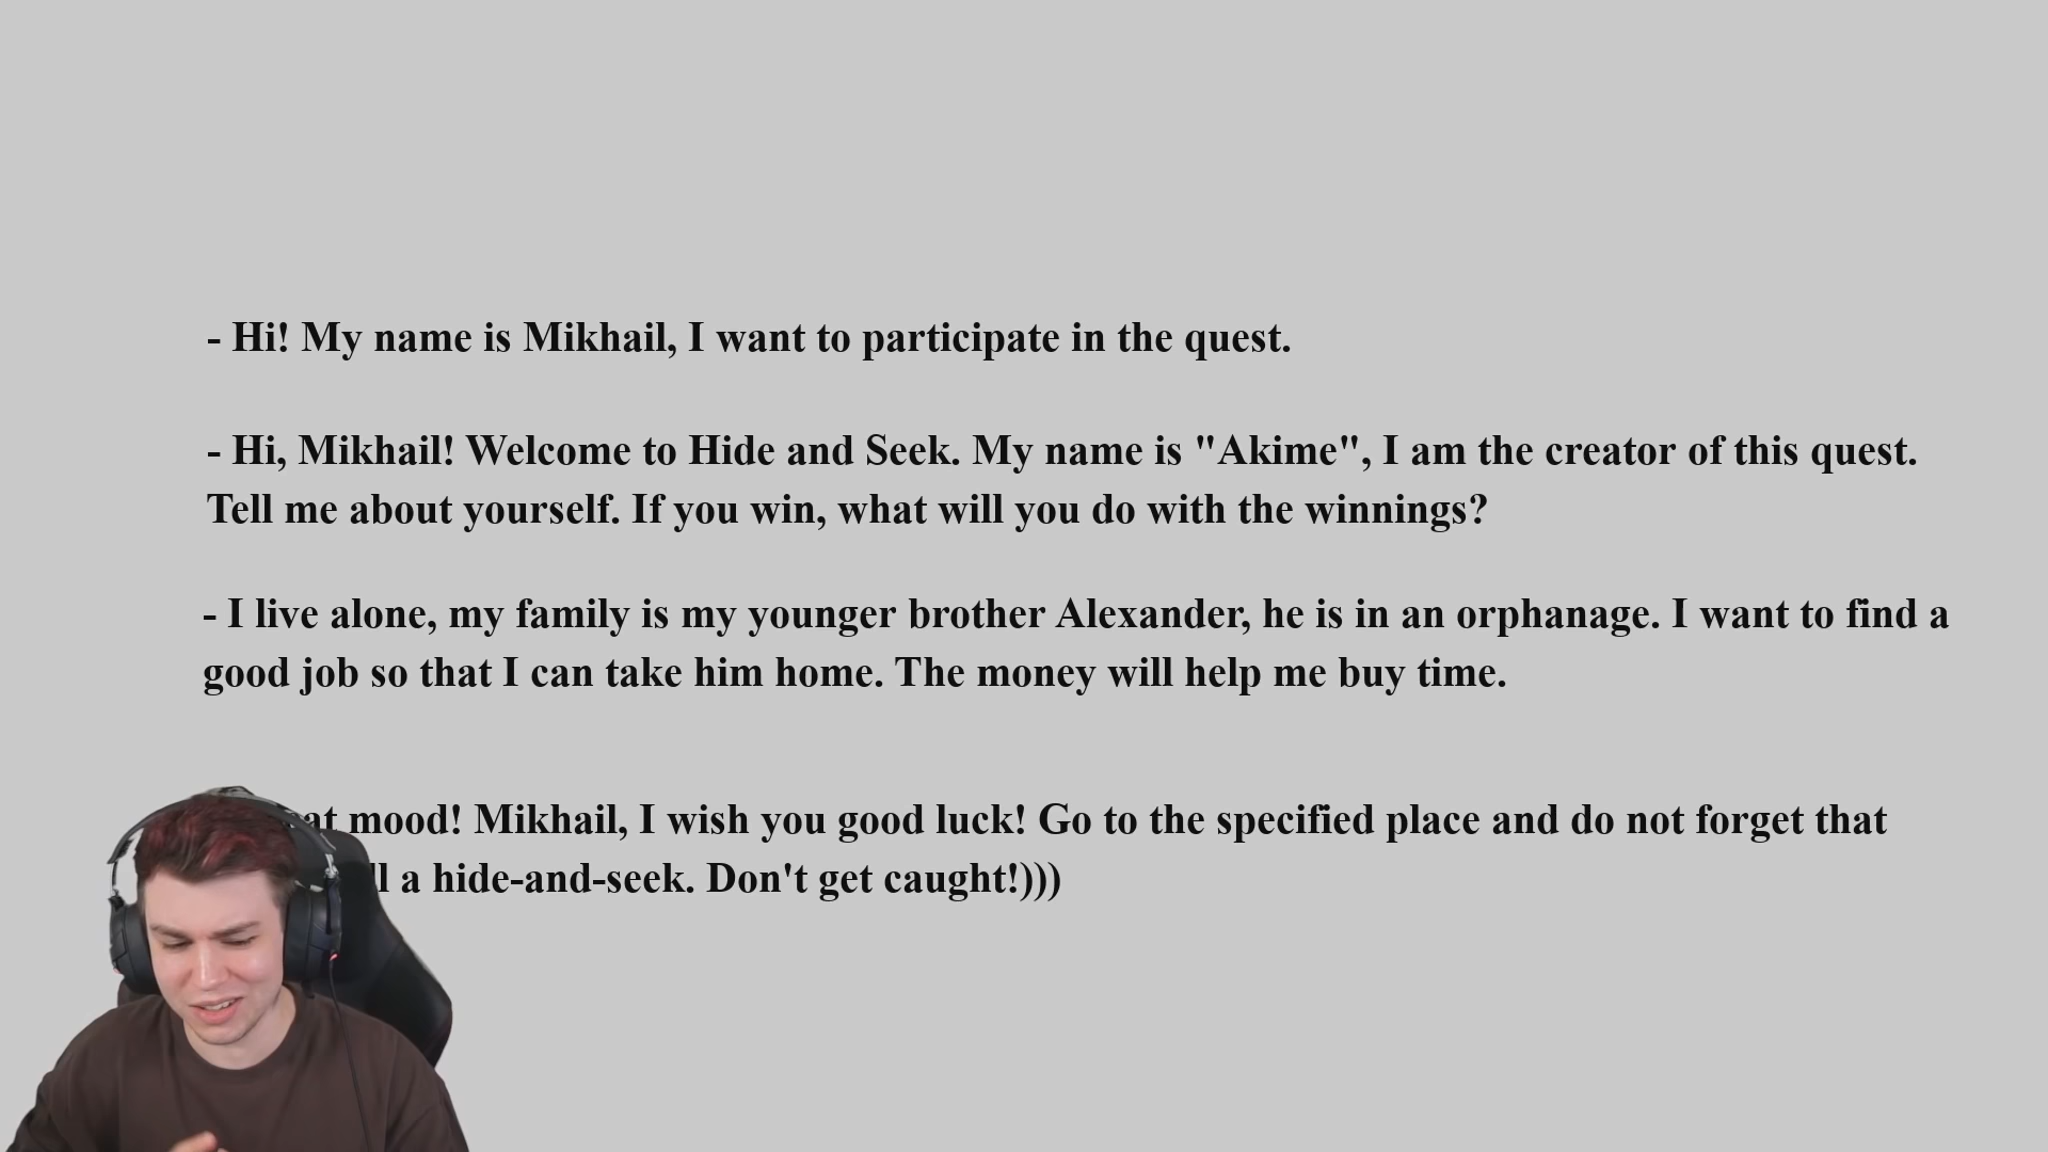 - Hi! My name is Mikhail, I want to participate in the quest.
- Hi, Mikhail! Welcome to Hide and Seek. My name is "Akime", I am the creator of this quest.
Tell me about yourself. If you win, what will you do with the winnings?
- I live alone, my family is my younger brother Alexander, he is in an orphanage. I want to find a
good job so that I can take him home. The money will help me buy time.
mood! Mikhail, I wish you good luck! Go to the specified place and do not forget that
a hide-and-seek. Don't get caught!)))